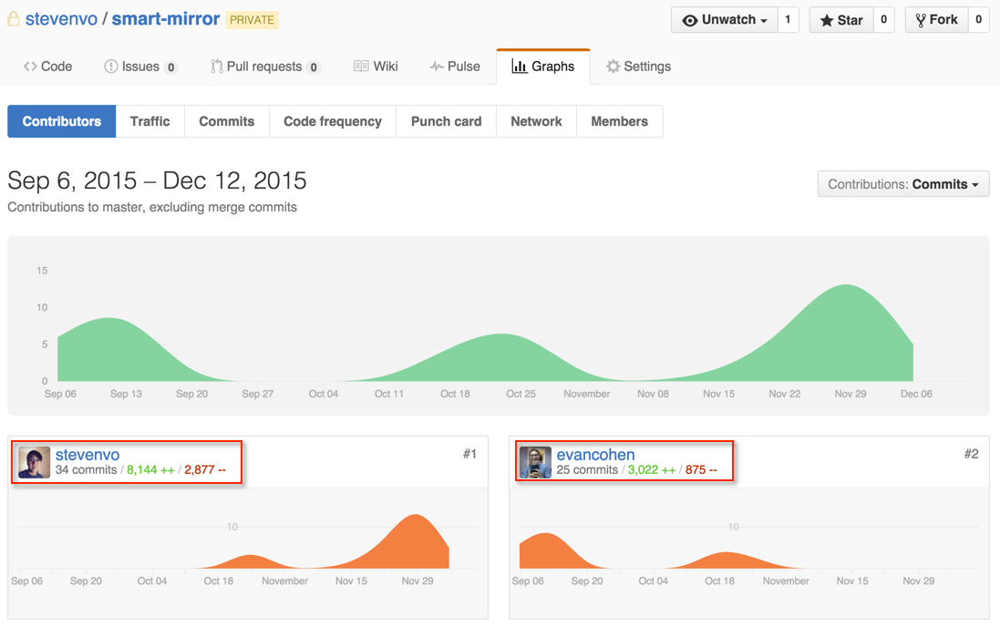 stevenvo / smart-mirror PRIVATE Unwatch 1 Star 0 Fork 0
Code Issues 0 Pull requests 0 Wiki Pulse Graphs Settings
Contributors Traffic Commits Code frequency Punch card Network Members
Sep 6, 2015 – Dec 12, 2015
Contributions: Commits
Contributions to master, excluding merge commits
15
10
5
0
Sep 06 Sep 13 Sep 20 Sep 27 Oct 04 Oct 11 Oct 18 Oct 25 November Nov 08 Nov 15 Nov 22 Nov 29 Dec 06
stevenvo #1
34 commits / 8,144 ++ / 2,877 --
10
Sep 06 Sep 20 Oct 04 Oct 18 November Nov 15 Nov 29
evancohen #2
25 commits / 3,022 ++ / 875 --
10
Sep 06 Sep 20 Oct 04 Oct 18 November Nov 15 Nov 29